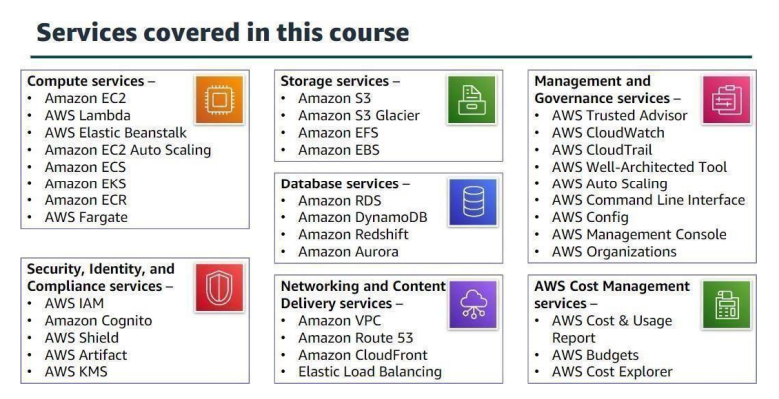 Services covered in this course
Compute services –
• Amazon EC2
• AWS Lambda
• AWS Elastic Beanstalk
• Amazon EC2 Auto Scaling
• Amazon ECS
• Amazon EKS
• Amazon ECR
• AWS Fargate
Security, Identity, and
Compliance services –
• AWS IAM
• Amazon Cognito
• AWS Shield
• AWS Artifact
• AWS KMS
Storage services –
• Amazon S3
• Amazon S3 Glacier
• Amazon EFS
• Amazon EBS
Database services –
• Amazon RDS
• Amazon DynamoDB
• Amazon Redshift
• Amazon Aurora
Networking and Content
Delivery services –
• Amazon VPC
• Amazon Route 53
• Amazon CloudFront
• Elastic Load Balancing
Management and
Governance services –
• AWS Trusted Advisor
• AWS CloudWatch
• AWS CloudTrail
• AWS Well-Architected Tool
• AWS Auto Scaling
• AWS Command Line Interface
• AWS Config
• AWS Management Console
• AWS Organizations
AWS Cost Management
services –
• AWS Cost & Usage
Report
• AWS Budgets
• AWS Cost Explorer